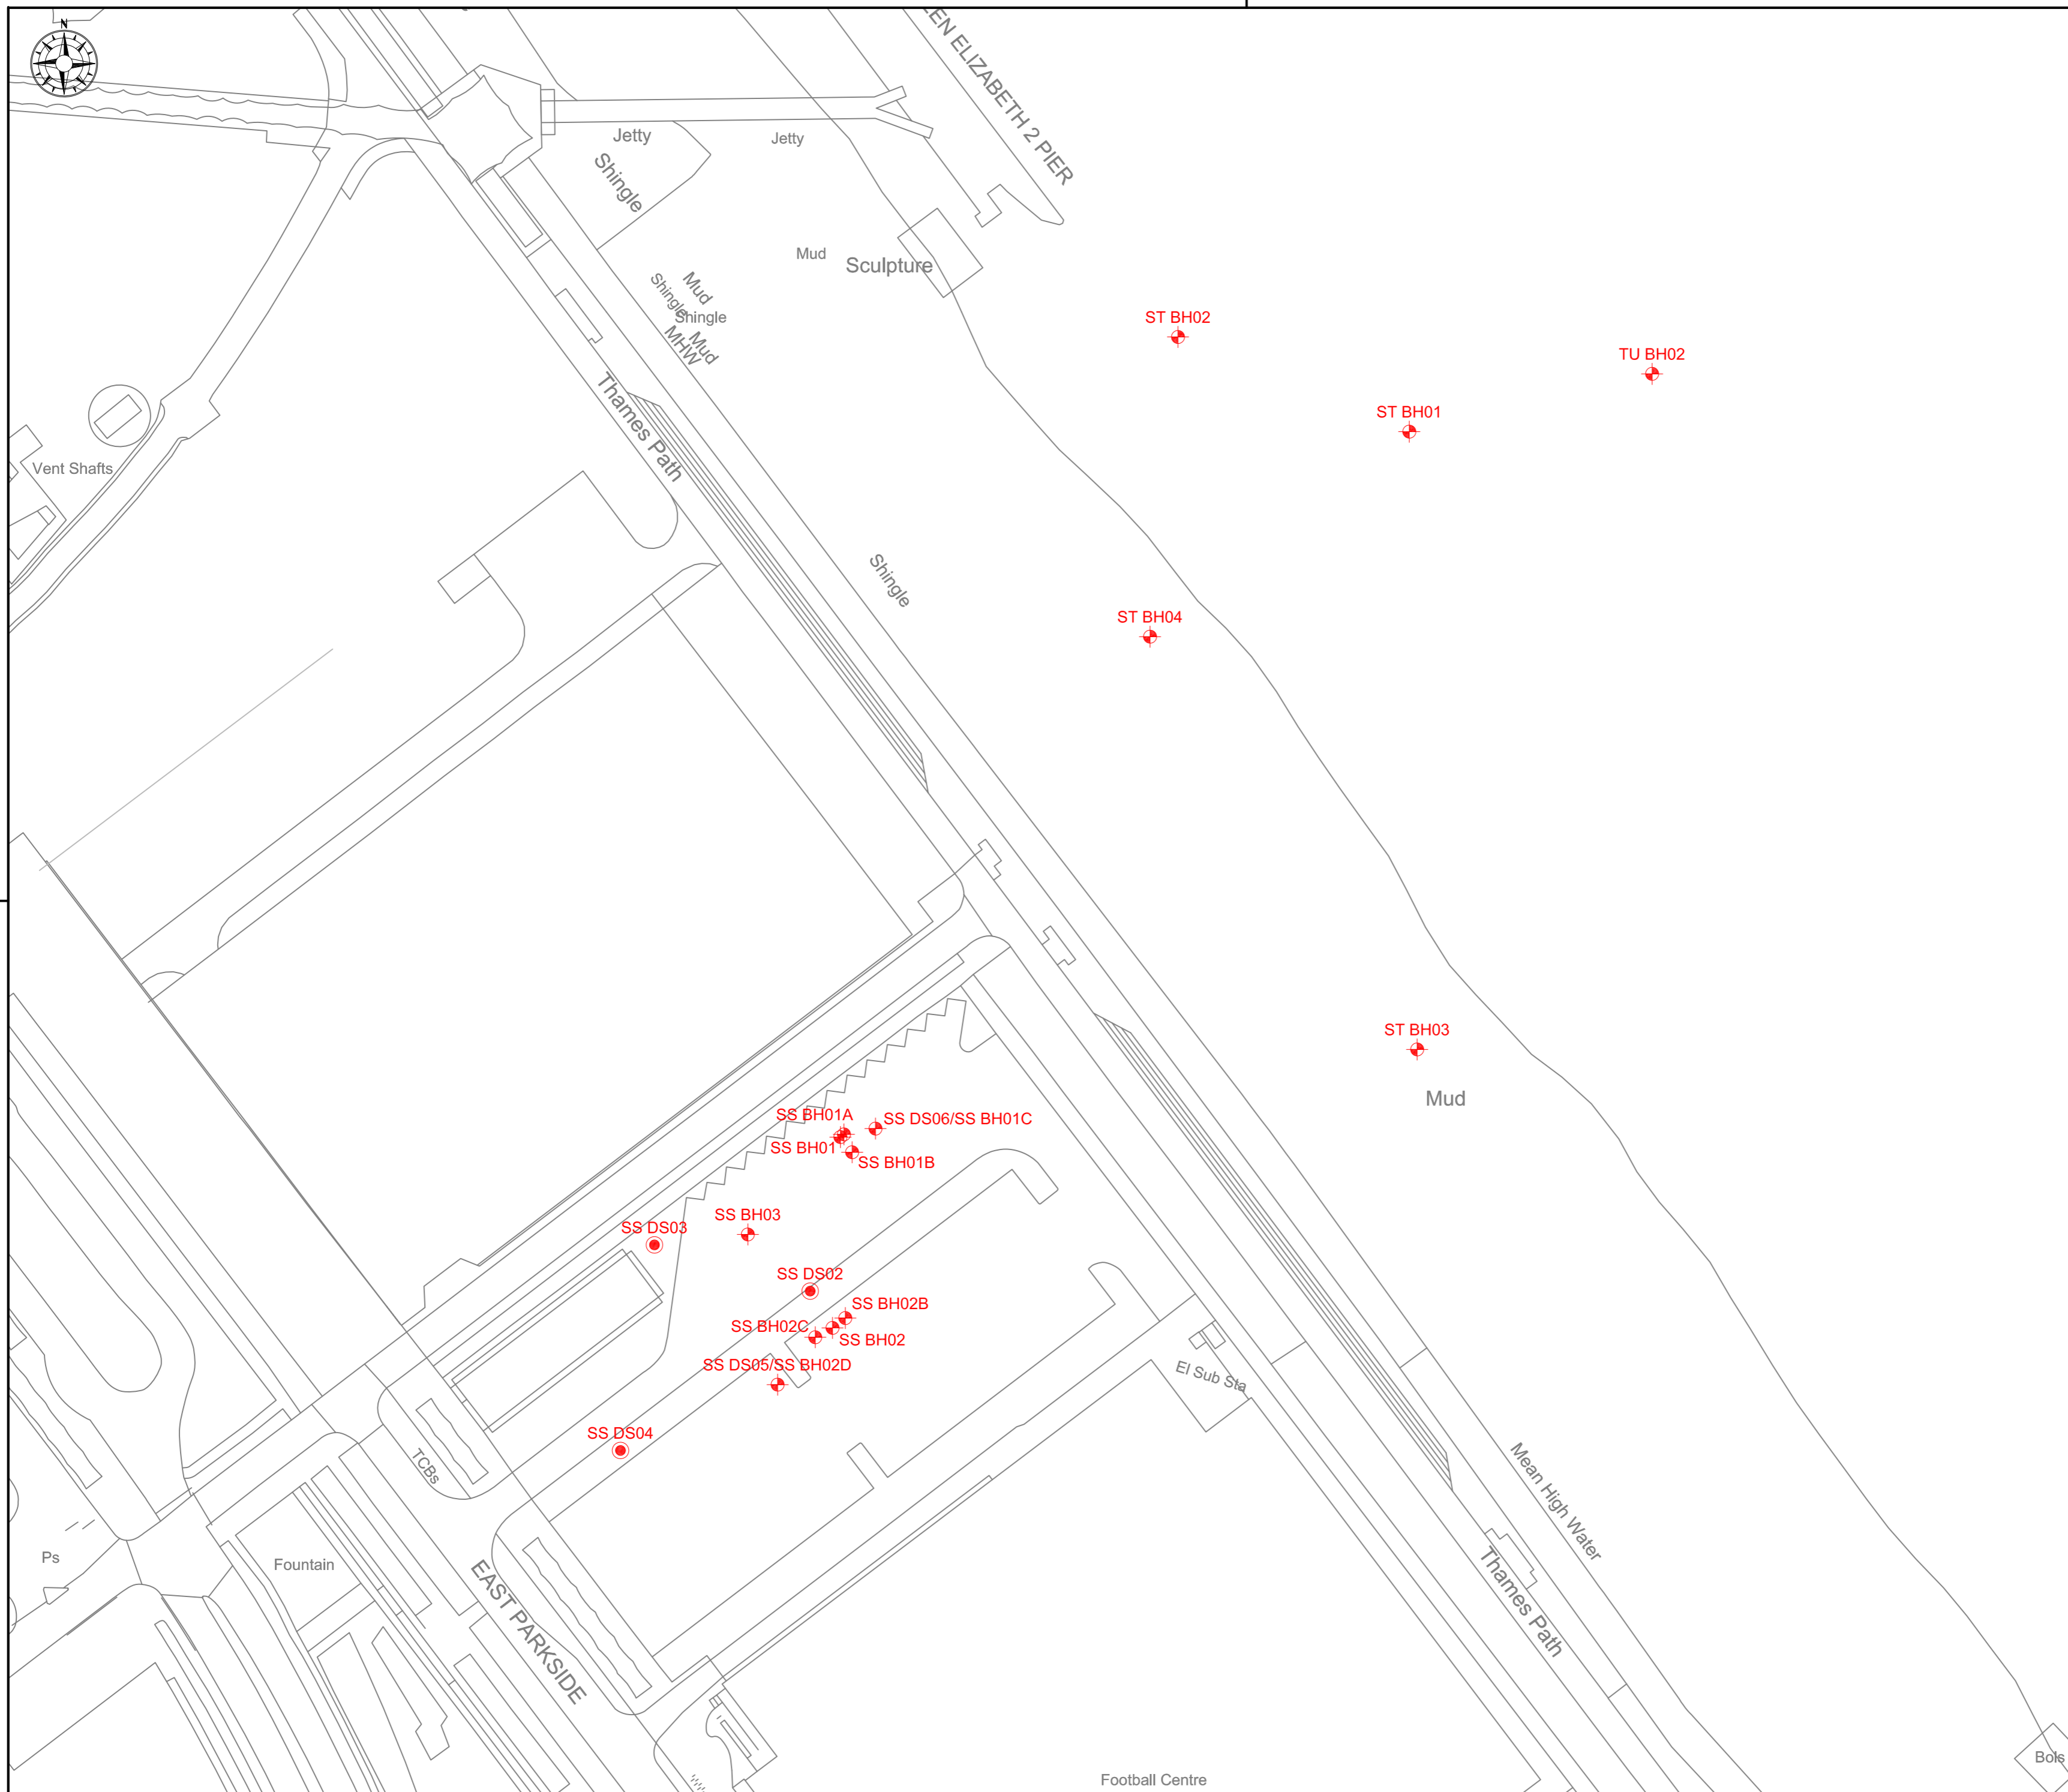 N
EEN ELIZABETH 2 PIER
Jetty
Jetty
Shingle
Mud
Sculpture
Mud
Shingle
Shingle
Mud
MHW
ST BH02
TU BH02
ST BH01
Thames Path
Vent Shafts
Shingle
ST BH04
ST BH03
Mud
SS BH01A
SS DS06/SS BH01C
SS BH01
SS BH01B
SS BH03
SS DS03
SS DS02
SS BH02B
SS BH02C
SS BH02
SS DS05/SS BH02D
El Sub Sta
SS DS04
TCBs
Mean High Water
Ps
Fountain
EAST PARKSIDE
Thames Path
Bols
Football Centre